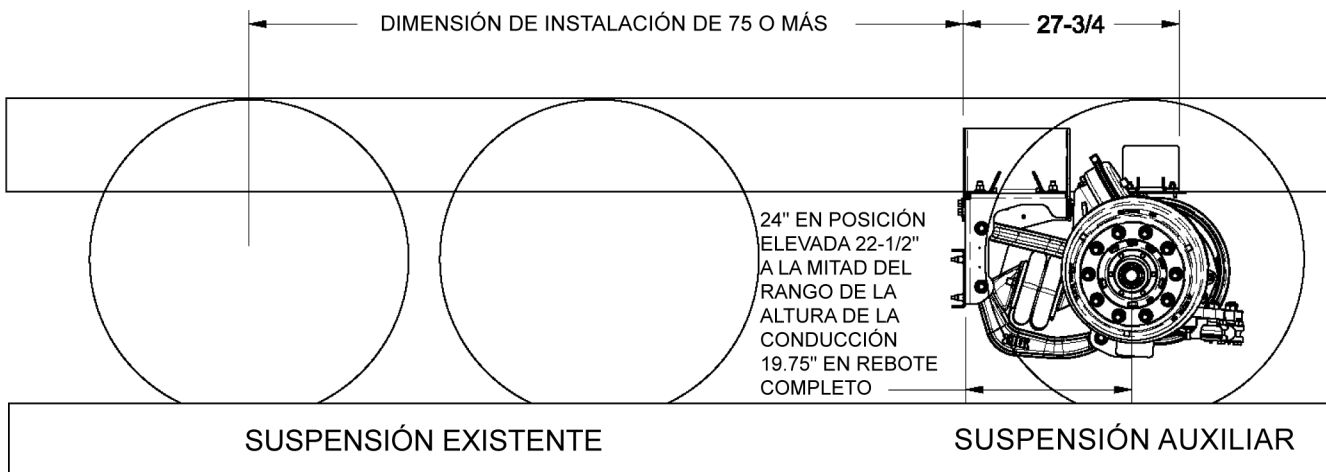 DIMENSIÓN DE INSTALACIÓN DE 75 O MÁS
27-3/4
24" EN POSICIÓN
ELEVADA 22-1/2"
A LA MITAD DEL
RANGO DE LA
ALTURA DE LA
CONDUCCIÓN
19.75" EN REBOTE
COMPLETO
SUSPENSIÓN EXISTENTE
SUSPENSIÓN AUXILIAR